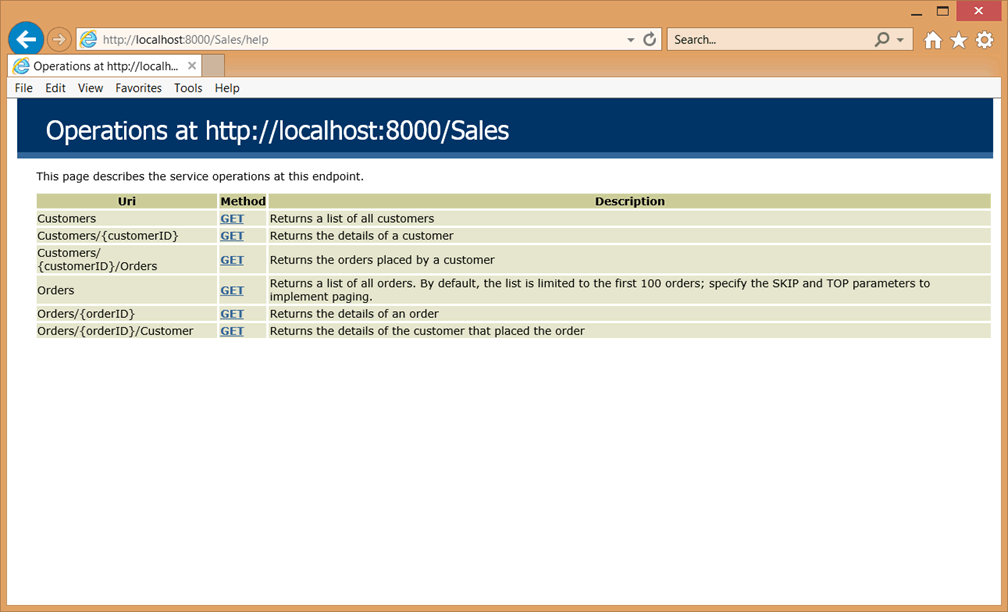 http://localhost:8000/Sales/help
Search...
Operations at http://localh...
File Edit View Favorites Tools Help
Operations at http://localhost:8000/Sales
This page describes the service operations at this endpoint.
Uri Method Description
Customers GET Returns a list of all customers
Customers/{customerID} GET Returns the details of a customer
Customers/
{customerID}/Orders GET Returns the orders placed by a customer
Orders GET Returns a list of all orders. By default, the list is limited to the first 100 orders; specify the SKIP and TOP parameters to
implement paging.
Orders/{orderID} GET Returns the details of an order
Orders/{orderID}/Customer GET Returns the details of the customer that placed the order